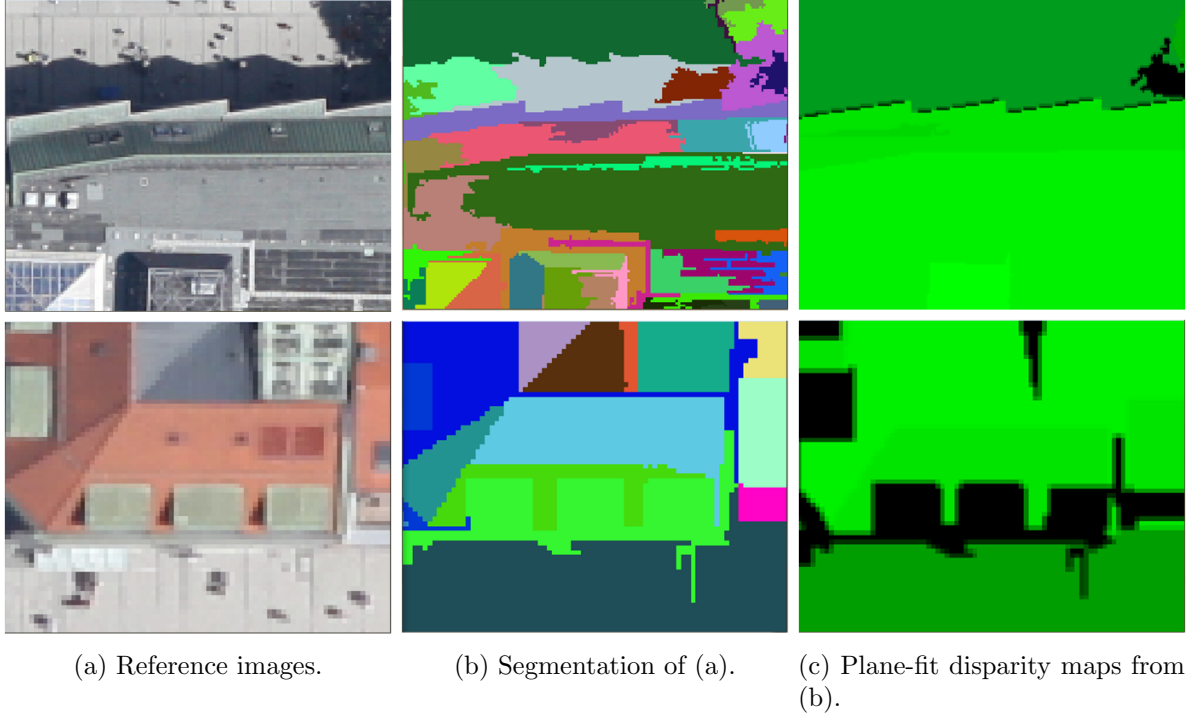 (a) Reference images.
(b) Segmentation of (a).
(c) Plane-fit disparity maps from
(b).